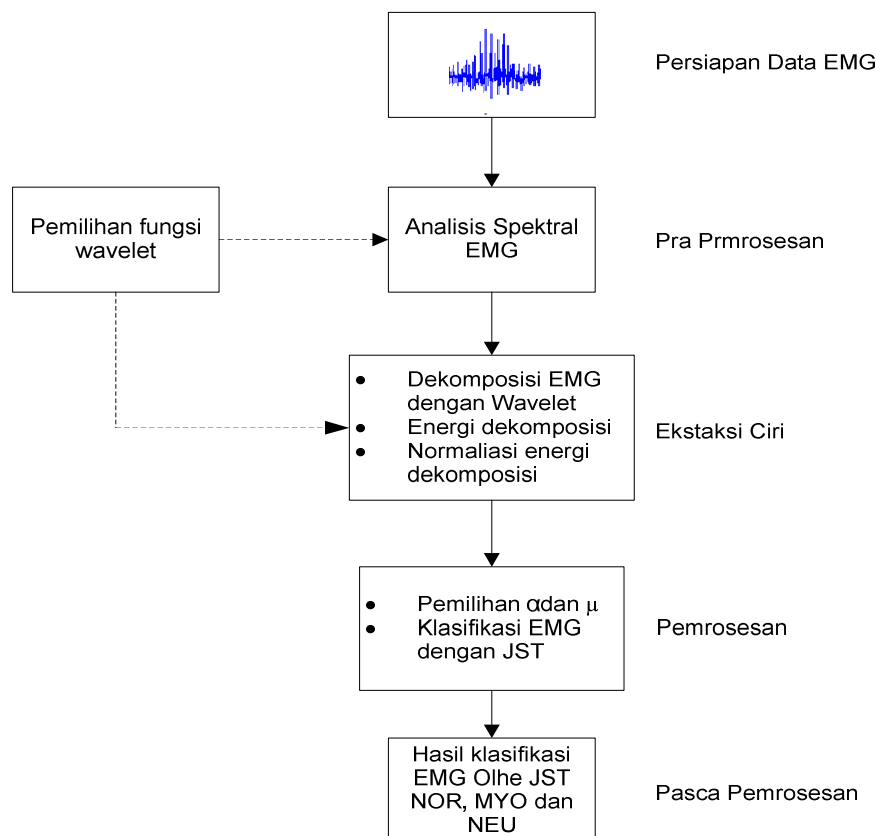 Persiapan Data EMG
Pemilihan fungsi
wavelet
Analisis Spektral
EMG
Pra Prmrosesan
• Dekomposisi EMG
dengan Wavelet
• Energi dekomposisi
• Normaliasi energi
dekomposisi
Ekstaksi Ciri
• Pemilihan αdan μ
• Klasifikasi EMG
dengan JST
Pemrosesan
Hasil klasifikasi
EMG Olhe JST
NOR, MYO dan
NEU
Pasca Pemrosesan